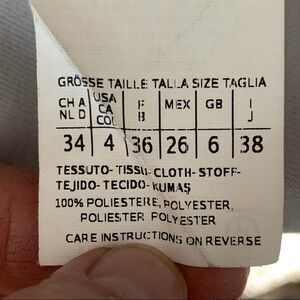 GRÖSSE TAILLE TALLA SIZE TAGLIA
CH A USA F MEX GB I
NL D CA B J
COL
34 4 36 26 6 38
TESSUTO-TISSU-CLOTH-STOFF-
TEJIDO-TECIDO-KUMAŞ
100% POLIESTERE, POLYESTER,
POLIESTER, POLYESTER
CARE INSTRUCTIONS ON REVERSE